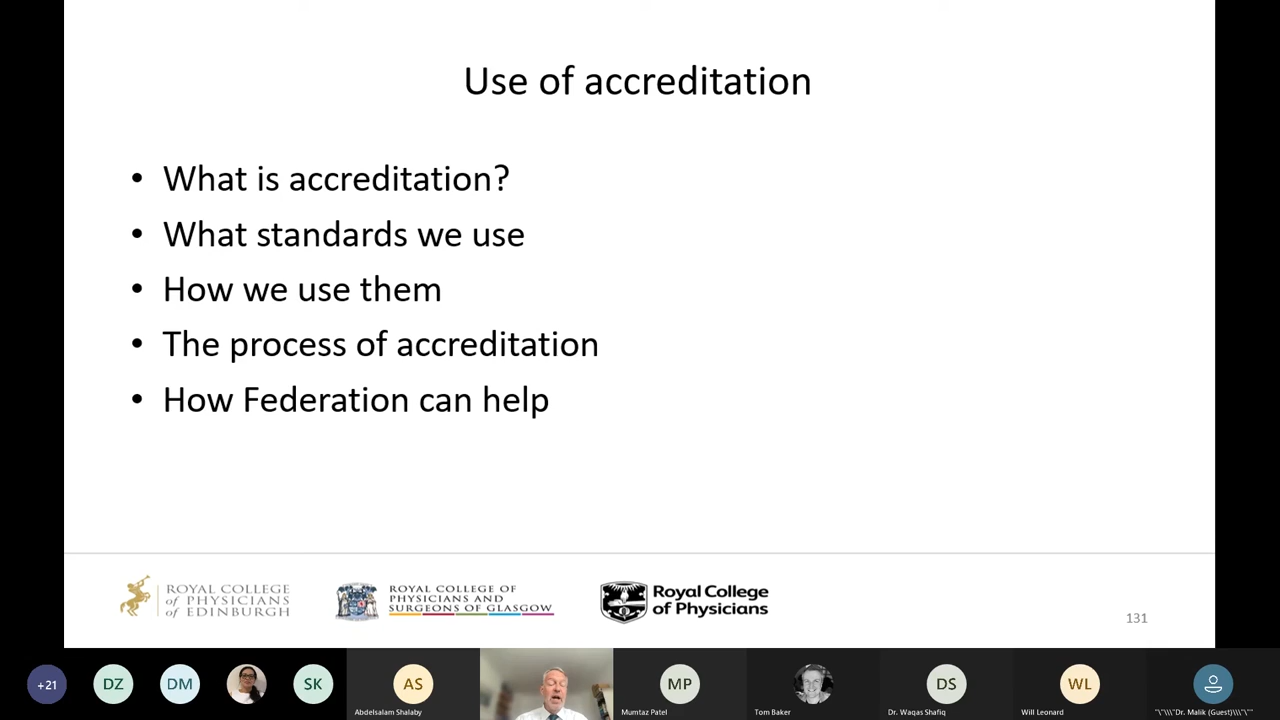 Use of accreditation
• What is accreditation?
• What standards we use
• How we use them
• The process of accreditation
• How Federation can help
ROYAL COLLEGE
of PHYSICIANS
of EDINBURGH
ROYAL COLLEGE OF
PHYSICIANS AND
SURGEONS OF GLASGOW
Royal College
of Physicians
131
+21
DZ
DM
SK
AS
Abdelsalam Shalaby
MP
Mumtaz Patel
Tom Baker
DS
Dr. Waqas Shafiq
WL
Will Leonard
"\"\\\"Dr. Malik (Guest)\\\"\""